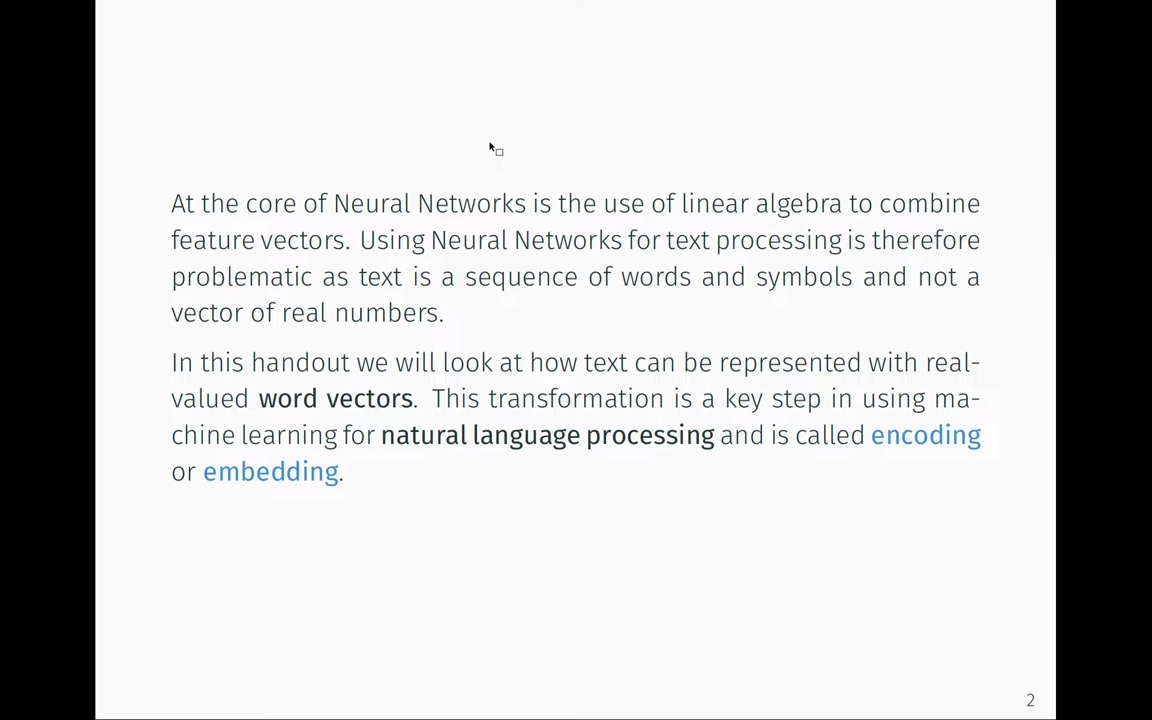 At the core of Neural Networks is the use of linear algebra to combine
feature vectors. Using Neural Networks for text processing is therefore
problematic as text is a sequence of words and symbols and not a
vector of real numbers.
In this handout we will look at how text can be represented with real-
valued word vectors. This transformation is a key step in using ma-
chine learning for natural language processing and is called encoding
or embedding.
2